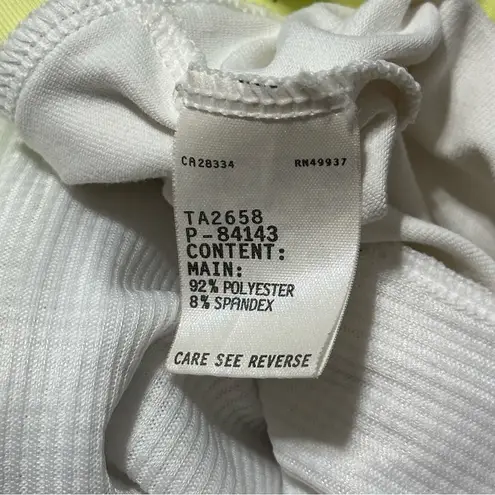 CA28334 RN49937
TA2658
P-84143
CONTENT:
MAIN:
92% POLYESTER
8% SPANDEX
CARE SEE REVERSE